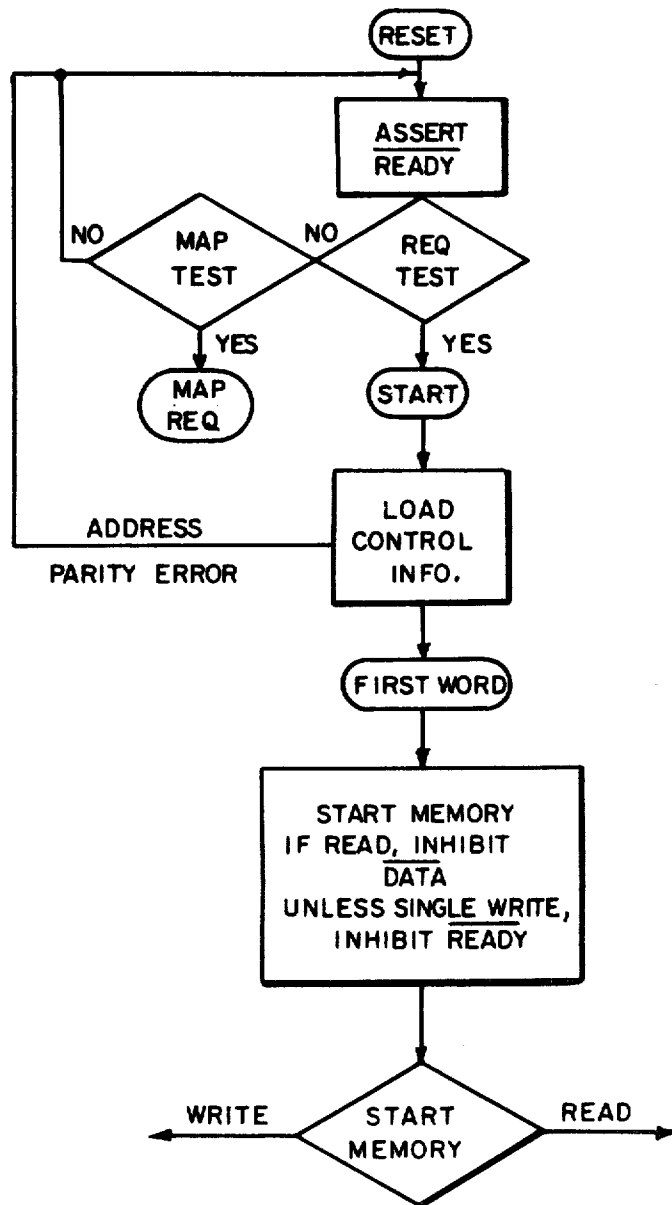 RESET
ASSERT
READY
NO
MAP
TEST
NO
REQ
TEST
YES
YES
MAP
REQ
START
LOAD
CONTROL
INFO.
ADDRESS
PARITY ERROR
FIRST WORD
START MEMORY
IF READ, INHIBIT
DATA
UNLESS SINGLE WRITE,
INHIBIT READY
WRITE
START
MEMORY
READ